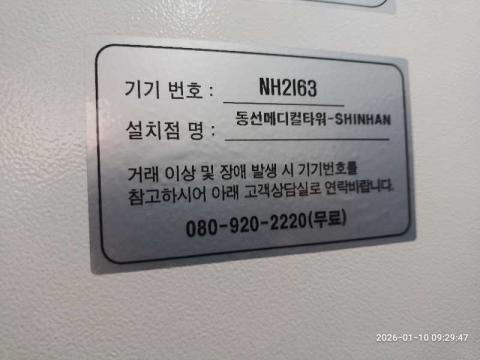 기기 번호 : NH2163
설치점 명 : 동선메디컬타워-SHINHAN
거래 이상 및 장애 발생 시 기기번호를
참고하시어 아래 고객상담실로 연락바랍니다.
080-920-2220(무료)
2026-01-10 09:29:47